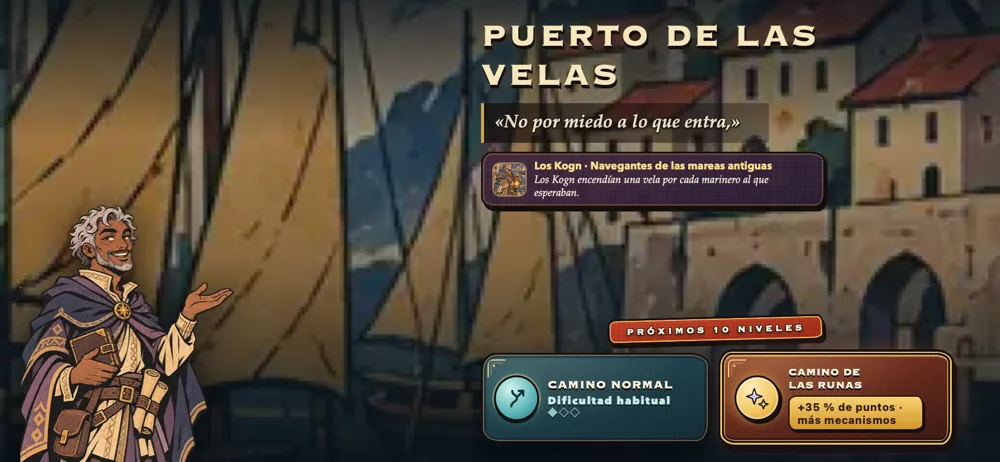 PUERTO DE LAS
VELAS
«No por miedo a lo que entra,»
Los Kogn · Navegantes de las mareas antiguas
Los Kogn encendían una vela por cada marinero al que
esperaban.
PRÓXIMOS 10 NIVELES
CAMINO NORMAL
Dificultad habitual
CAMINO DE
LAS RUNAS
+35 % de puntos ·
más mecanismos